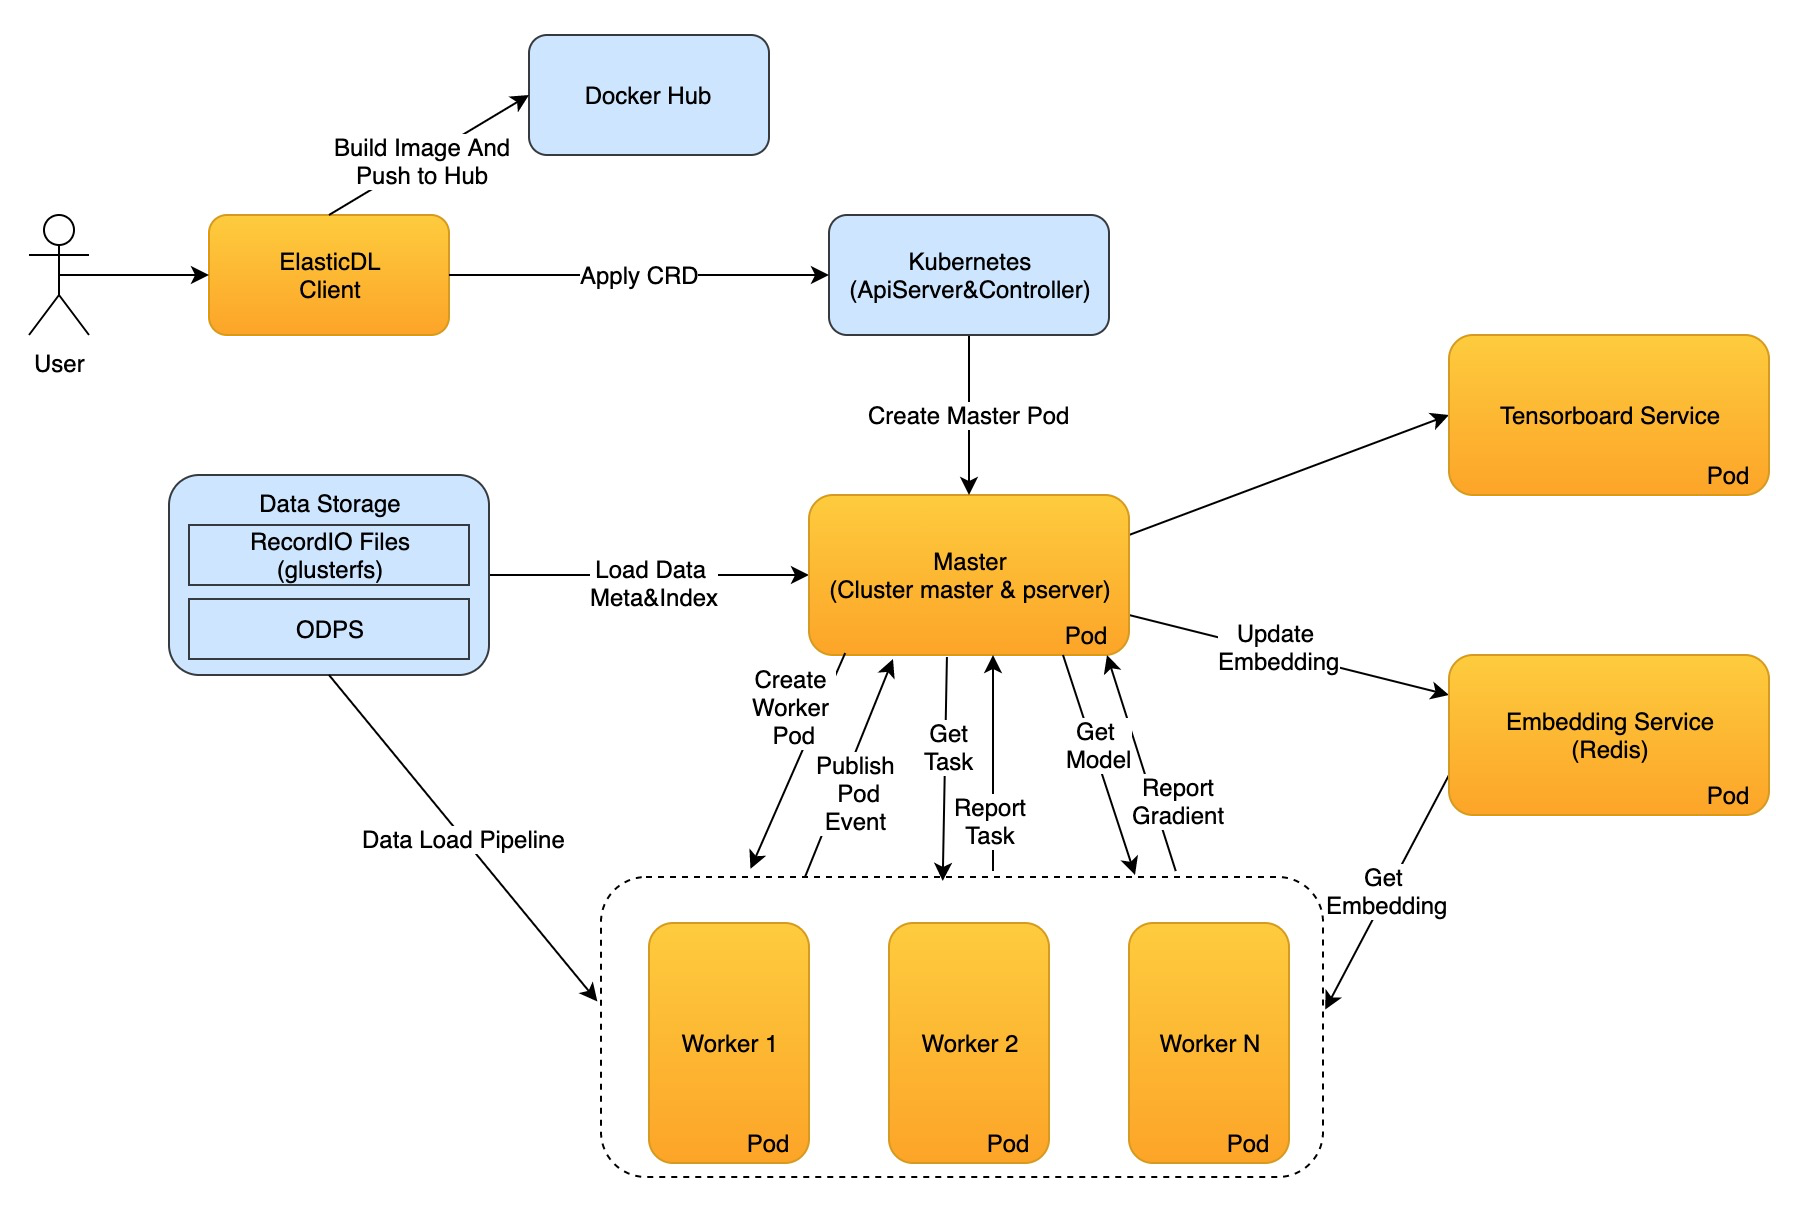 Docker Hub
Build Image And
Push to Hub
ElasticDL
Client
Apply CRD
Kubernetes
(ApiServer&Controller)
User
Create Master Pod
Tensorboard Service
Pod
Data Storage
RecordIO Files
(glusterfs)
ODPS
Load Data
Meta&Index
Master
(Cluster master & pserver)
Pod
Update
Embedding
Embedding Service
(Redis)
Pod
Create
Worker
Pod
Publish
Pod
Event
Get
Task
Report
Task
Get
Model
Report
Gradient
Data Load Pipeline
Get
Embedding
Worker 1
Pod
Worker 2
Pod
Worker N
Pod